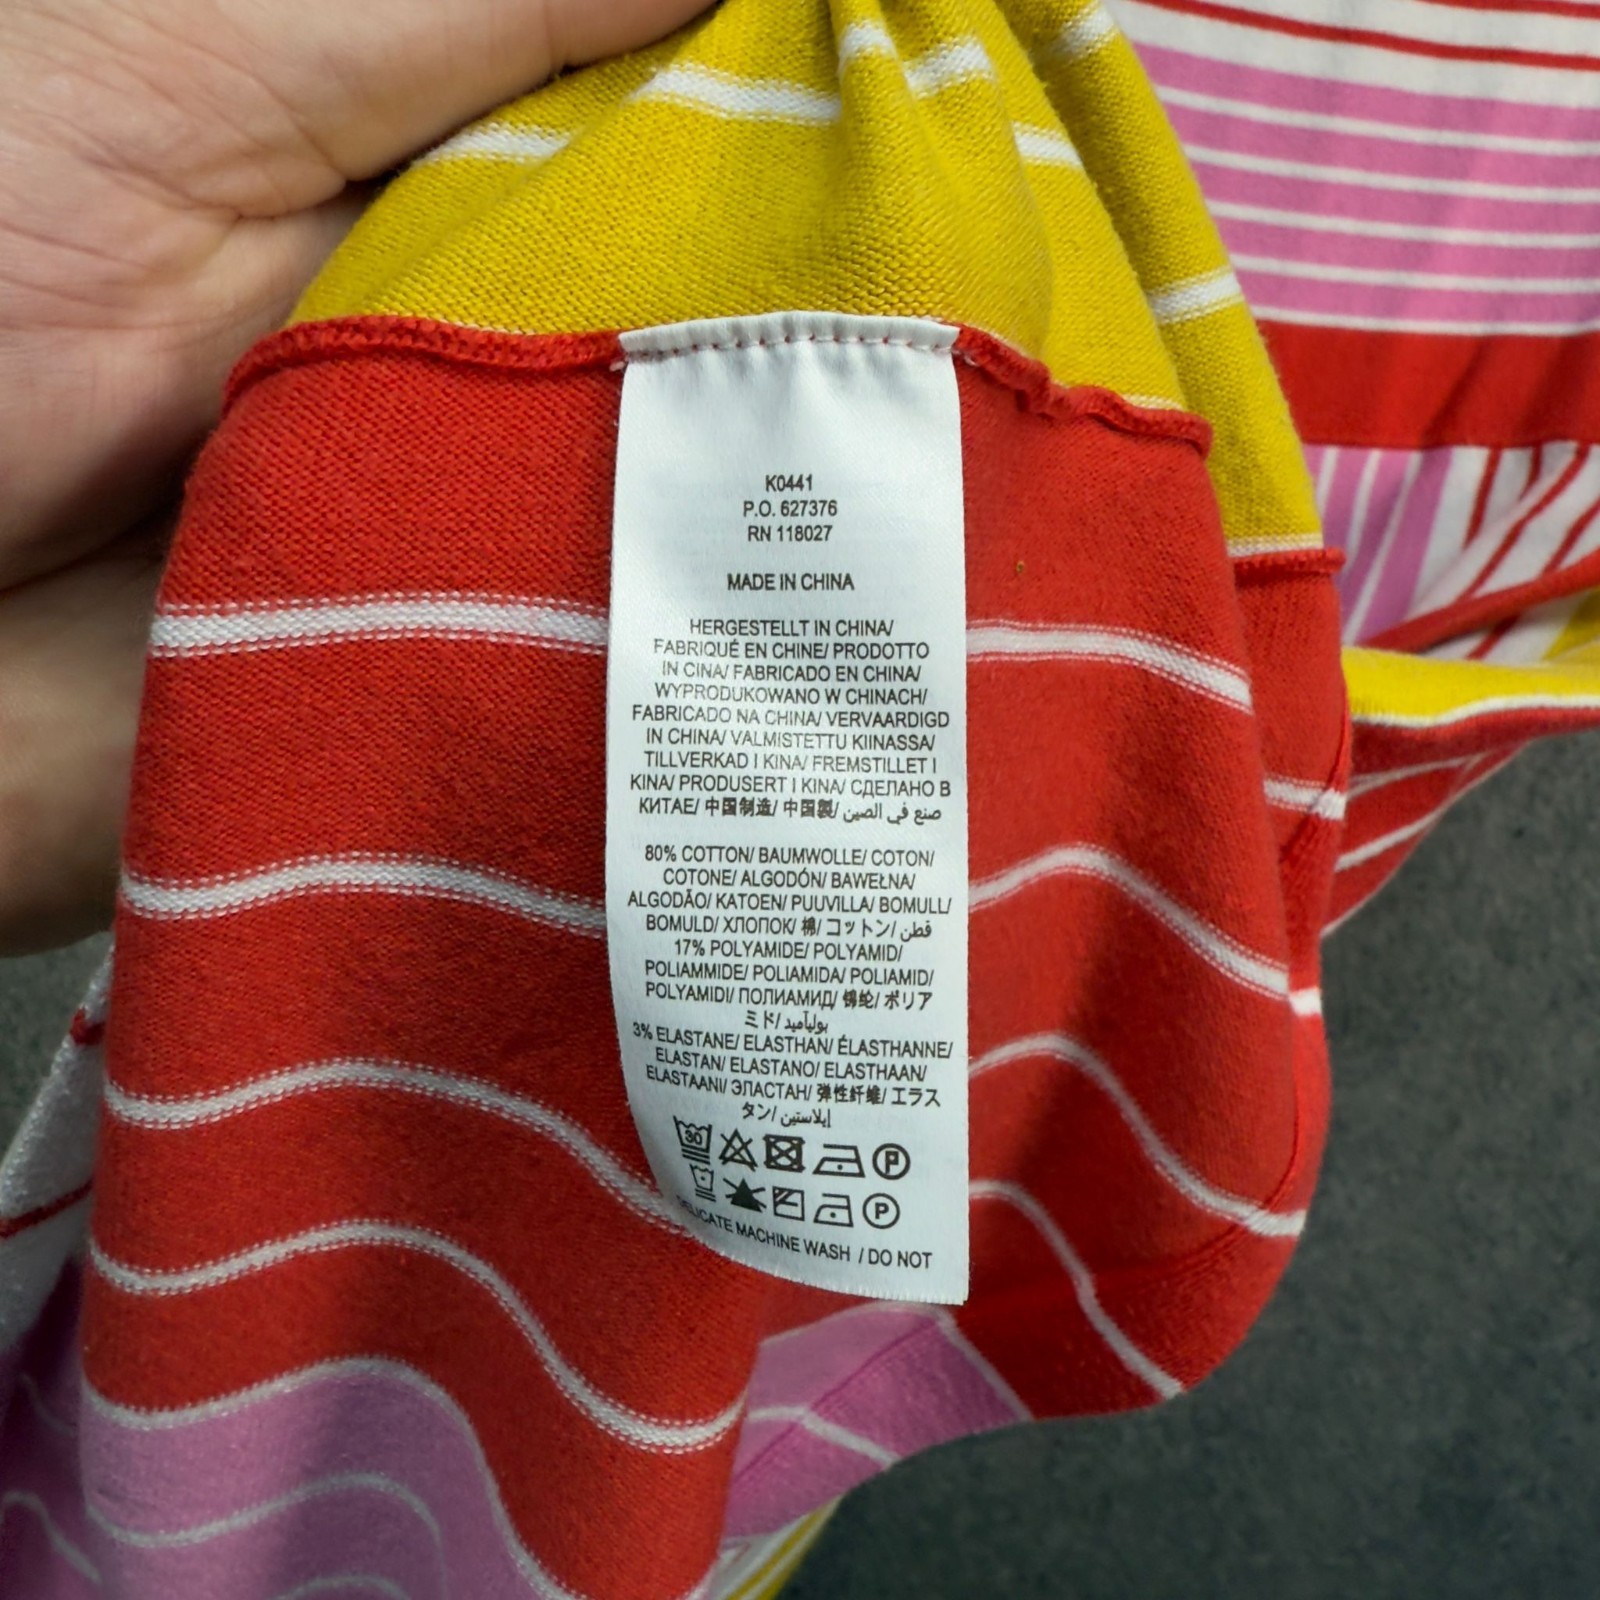 K0441
P.O. 627376
RN 118027
MADE IN CHINA
HERGESTELLT IN CHINA/
FABRIQUÉ EN CHINE/ PRODOTTO
IN CINA/ FABRICADO EN CHINA/
WYPRODUKOWANO W CHINACH/
FABRICADO NA CHINA/ VERVAARDIGD
IN CHINA/ VALMISTETTU KIINASSA/
TILLVERKAD I KINA/ FREMSTILLET I
KINA/ PRODUSERT I KINA/ СДЕЛАНО В
КИТАЕ/ 中国制造/ 中国製/ صنع في الصين
80% COTTON/ BAUMWOLLE/ COTON/
COTONE/ ALGODÓN/ BAWEŁNA/
ALGODÃO/ KATOEN/ PUUVILLA/ BOMULL/
BOMULD/ ХЛОПОК/ 棉/ コットン/ قطن
17% POLYAMIDE/ POLYAMID/
POLIAMMIDE/ POLIAMIDA/ POLIAMID/
POLYAMIDI/ ПОЛИАМИД/ 锦纶/ ポリア
ミド/ بولياميد
3% ELASTANE/ ELASTHAN/ ÉLASTHANNE/
ELASTAN/ ELASTANO/ ELASTHAAN/
ELASTAANI/ ЭЛАСТАН/ 弹性纤维/ エラス
タン/ إيلاستين
30 P
P
DELICATE MACHINE WASH / DO NOT